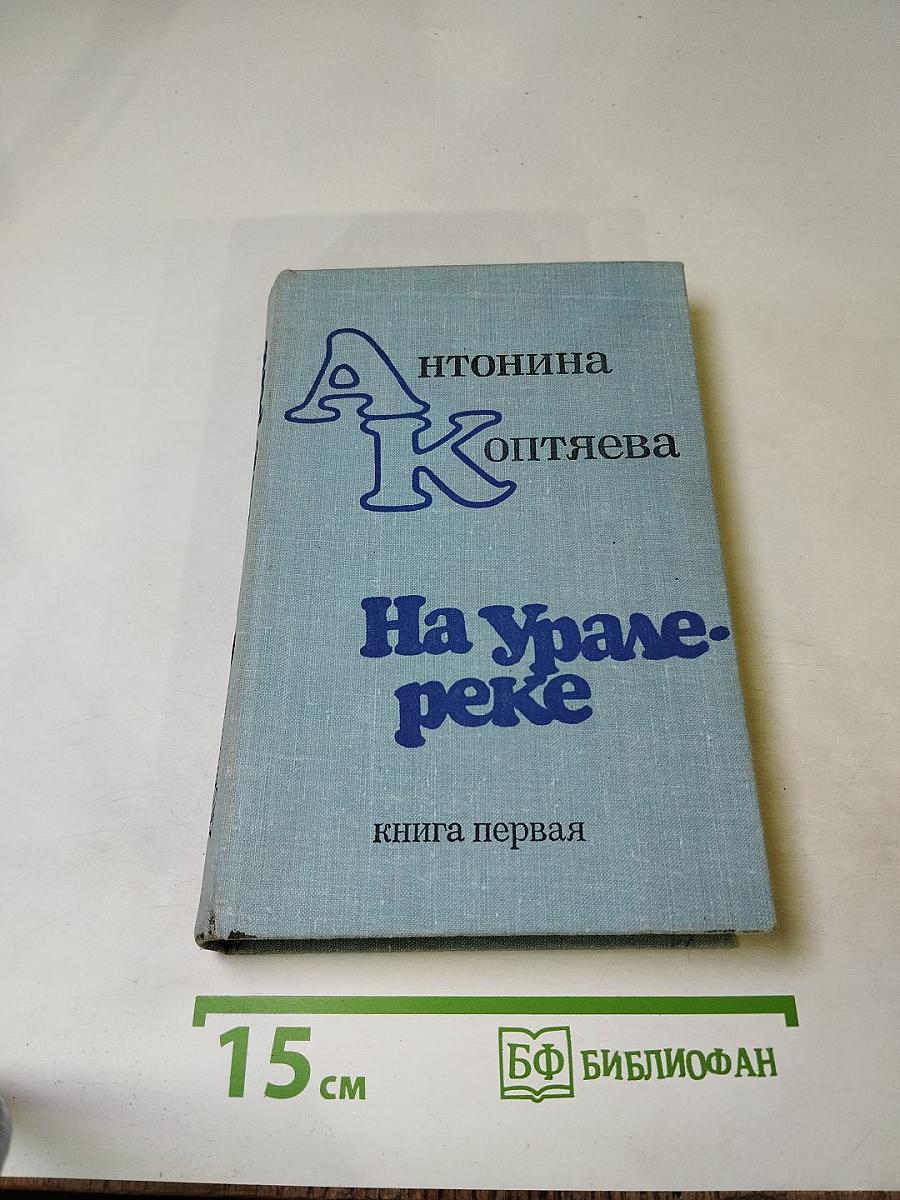 Антонина
Коптяева
На Урале-
реке
книга первая
15 см
БФ БИБЛИОФАН